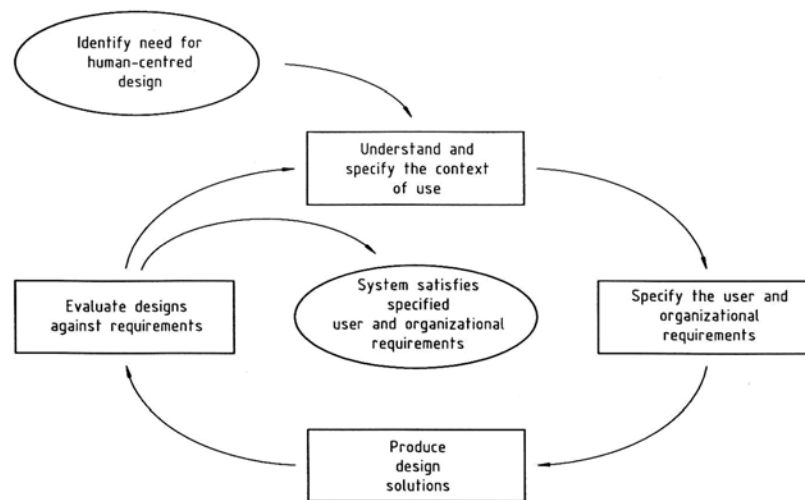 Identify need for
human-centred
design
Understand and
specify the context
of use
Evaluate designs
against requirements
System satisfies
specified
user and organizational
requirements
Specify the user and
organizational
requirements
Produce
design
solutions